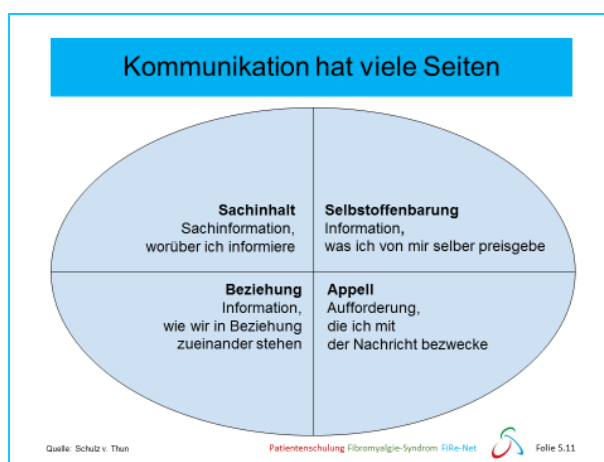 Kommunikation hat viele Seiten
Sachinhalt
Sachinformation,
worüber ich informiere
Selbstoffenbarung
Information,
was ich von mir selber preisgebe
Beziehung
Information,
wie wir in Beziehung
zueinander stehen
Appell
Aufforderung,
die ich mit
der Nachricht bezwecke
Quelle: Schulz v. Thun
Patientenschulung Fibromyalgie-Syndrom FiRe-Net
Folie 5.11